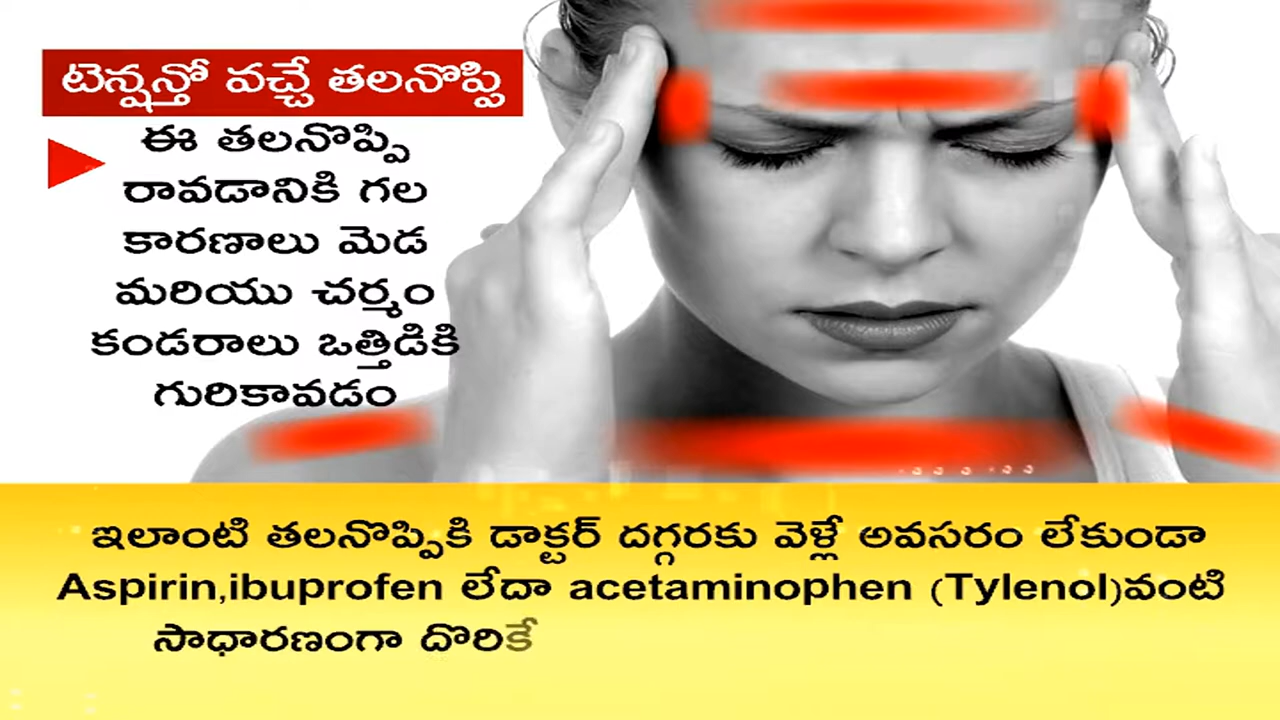 టెన్షన్తో వచ్చే తలనొప్పి
ఈ తలనొప్పి
రావడానికి గల
కారణాలు మెడ
మరియు చర్మం
కండరాలు ఒత్తిడికి
గురికావడం
ఇలాంటి తలనొప్పికి డాక్టర్ దగ్గరకు వెళ్లే అవసరం లేకుండా
Aspirin,ibuprofen లేదా acetaminophen (Tylenol)వంటి
సాధారణంగా దొరికే